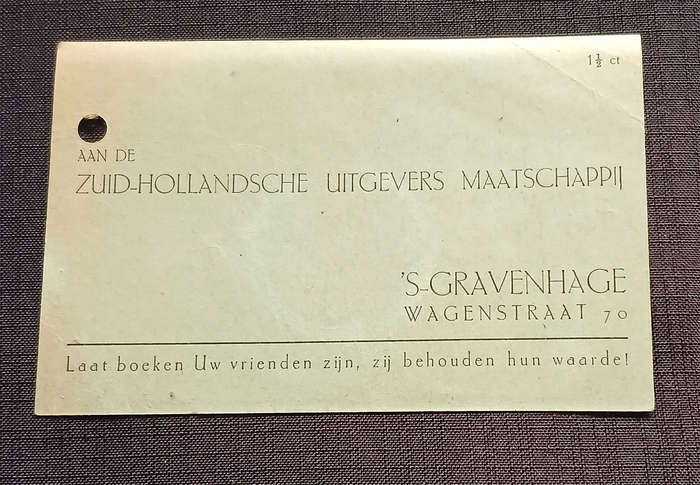 1½ ct
AAN DE
ZUID-HOLLANDSCHE UITGEVERS MAATSCHAPPIJ
'S-GRAVENHAGE
WAGENSTRAAT 70
Laat boeken Uw vrienden zijn, zij behouden hun waarde!